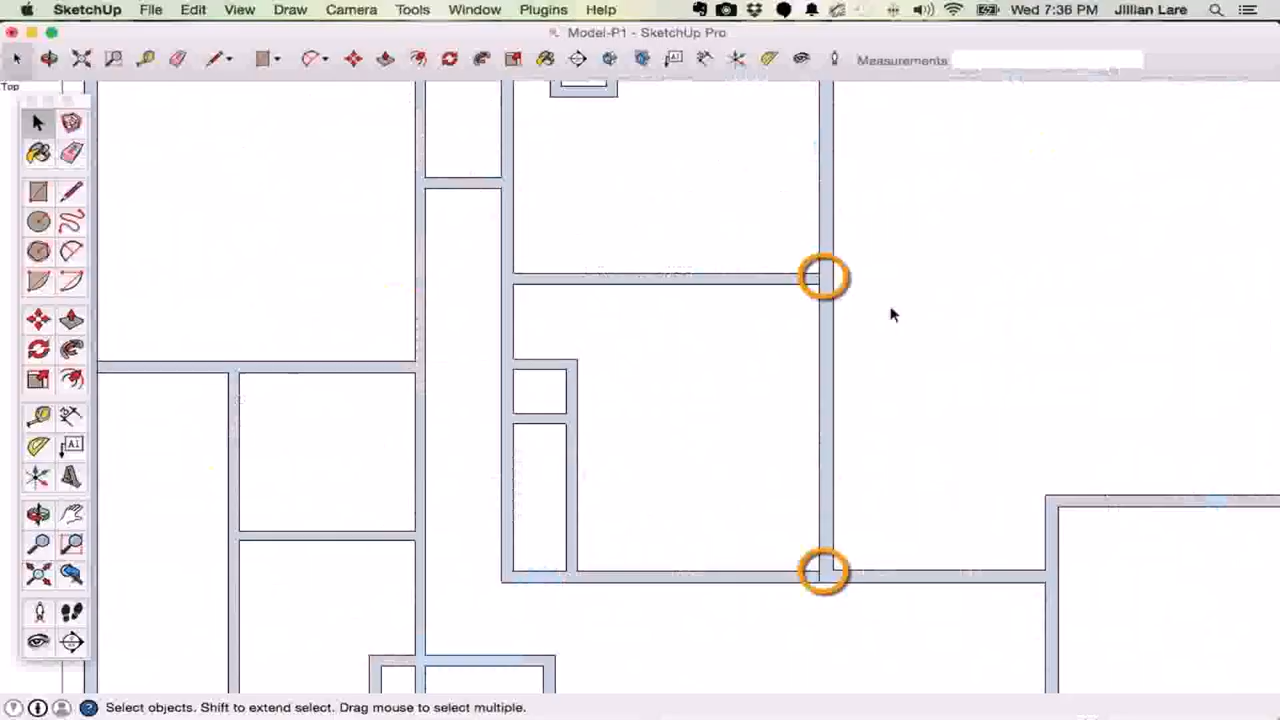 SketchUp File Edit View Draw Camera Tools Window Plugins Help Wed 7:36 PM Jillian Lare
Model-P1 - SketchUp Pro
Measurements
Top
Select objects. Shift to extend select. Drag mouse to select multiple.